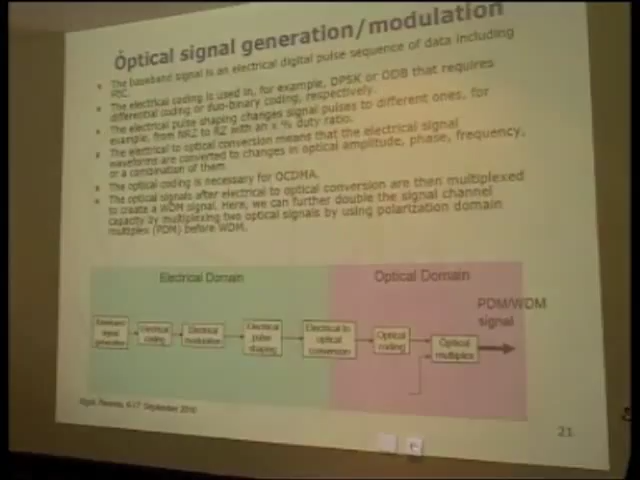 Optical signal generation/modulation
The baseband signal is an electrical digital pulse sequence of data including
FEC.
The electrical coding is used in, for example, DPSK or ODB that requires
differential coding or duo-binary coding, respectively.
The electrical pulse shaping changes signal pulses to different ones, for
example, from NRZ to RZ with an x % duty ratio.
The electrical to optical conversion means that the electrical signal
waveforms are converted to changes in optical amplitude, phase, frequency,
or a combination of them.
The optical coding is necessary for OCDMA.
The optical signals after electrical to optical conversion are then multiplexed
to create a WDM signal. Here, we can further double the signal channel
capacity by multiplexing two optical signals by using polarization domain
multiplex (PDM) before WDM.
Electrical Domain
Optical Domain
PDM/WDM
signal
Baseband
signal
generation
Electrical
coding
Electrical
modulation
Electrical
pulse
shaping
Electrical to
optical
conversion
Optical
coding
Optical
multiplex
6-17 September 2010
21